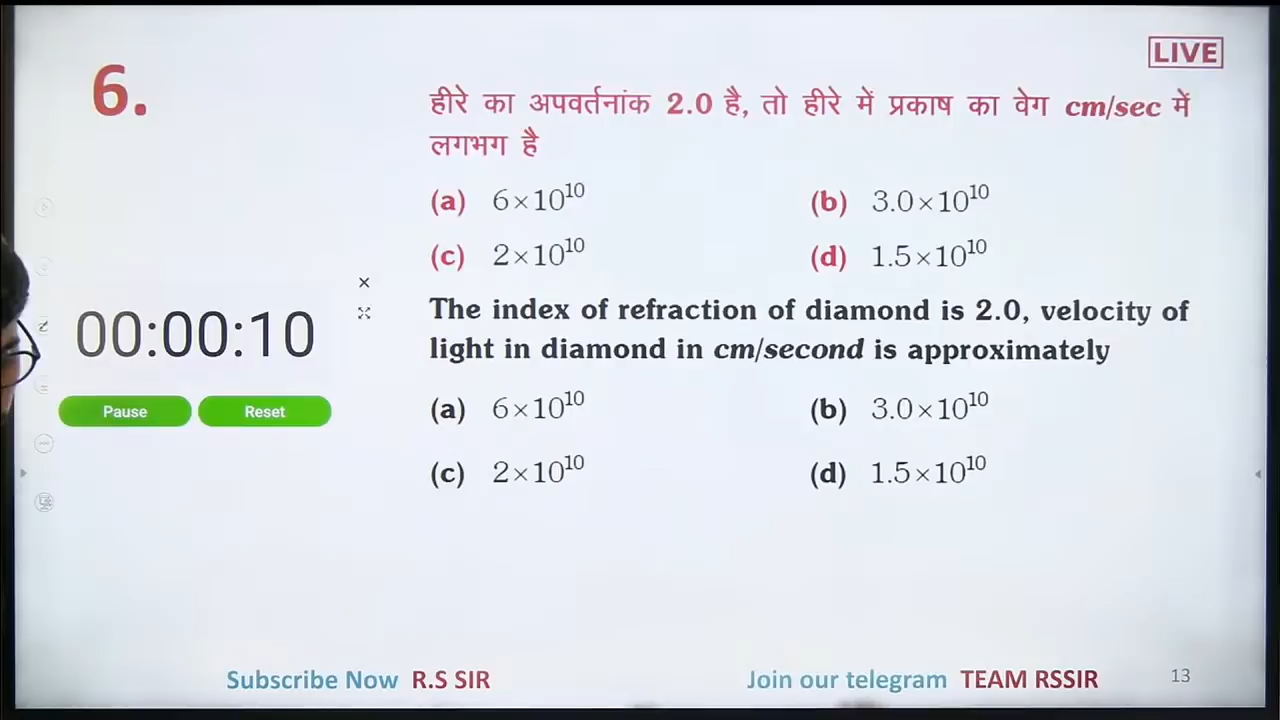 LIVE
6.
हीरे का अपवर्तनांक 2.0 है, तो हीरे में प्रकाष का वेग cm/sec में
लगभग है
(a) 6×10¹⁰ (b) 3.0×10¹⁰
(c) 2×10¹⁰ (d) 1.5×10¹⁰
00:00:10
Pause Reset
The index of refraction of diamond is 2.0, velocity of
light in diamond in cm/second is approximately
(a) 6×10¹⁰ (b) 3.0×10¹⁰
(c) 2×10¹⁰ (d) 1.5×10¹⁰
Subscribe Now R.S SIR Join our telegram TEAM RSSIR 13